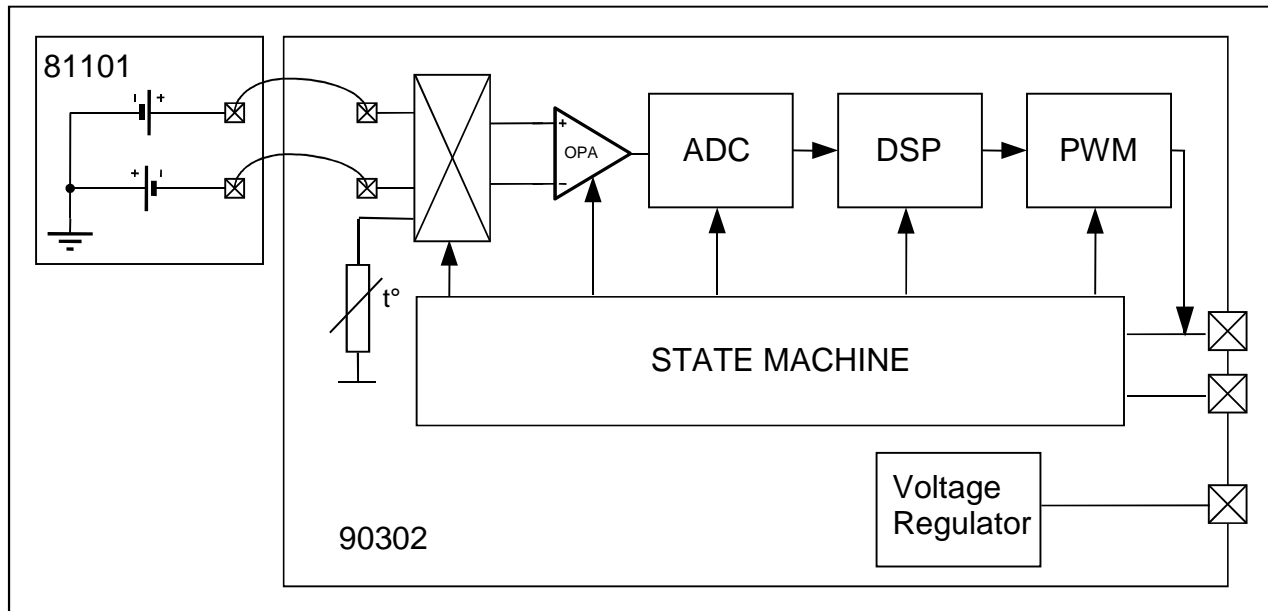 81101
- +
+ -
+
OPA
-
ADC
DSP
PWM
t°
STATE MACHINE
Voltage
Regulator
90302